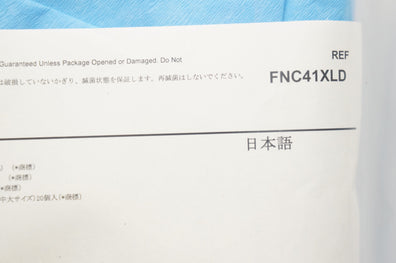 REF
Guaranteed Unless Package Opened or Damaged. Do Not
FNC41XLD
は破損していないかぎり、滅菌状態を保証します。再滅菌はしないでください。
日本語
) (*商標)
(*商標)
*商標)
中大サイズ)20個入(*商標)